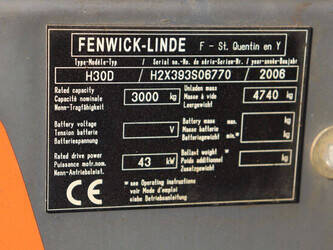 FENWICK-LINDE F - St. Quentin en Y
Type-Modèle-Typ Serial no.-No. de série-Serien-Nr. / year-année-Baujahr
H30D / H2X393S06770 / 2006
Rated capacity Unladen mass
Capacité nominale 3000 kg Masse à vide 4740 kg
Nenn-Tragfähigkeit Leergewicht
Battery voltage Battery mass max. kg
Tension batterie V Masse batterie
Batteriespannung Batteriegewicht min.* kg
Rated drive power Ballast weight *
Puissance motr.nom. 43 kW Poids additionnel kg
Nenn-Antriebsleist. Zusatzgewicht
CE * see Operating instructions
voir Mode d'emploi
siehe Betriebsanleitung